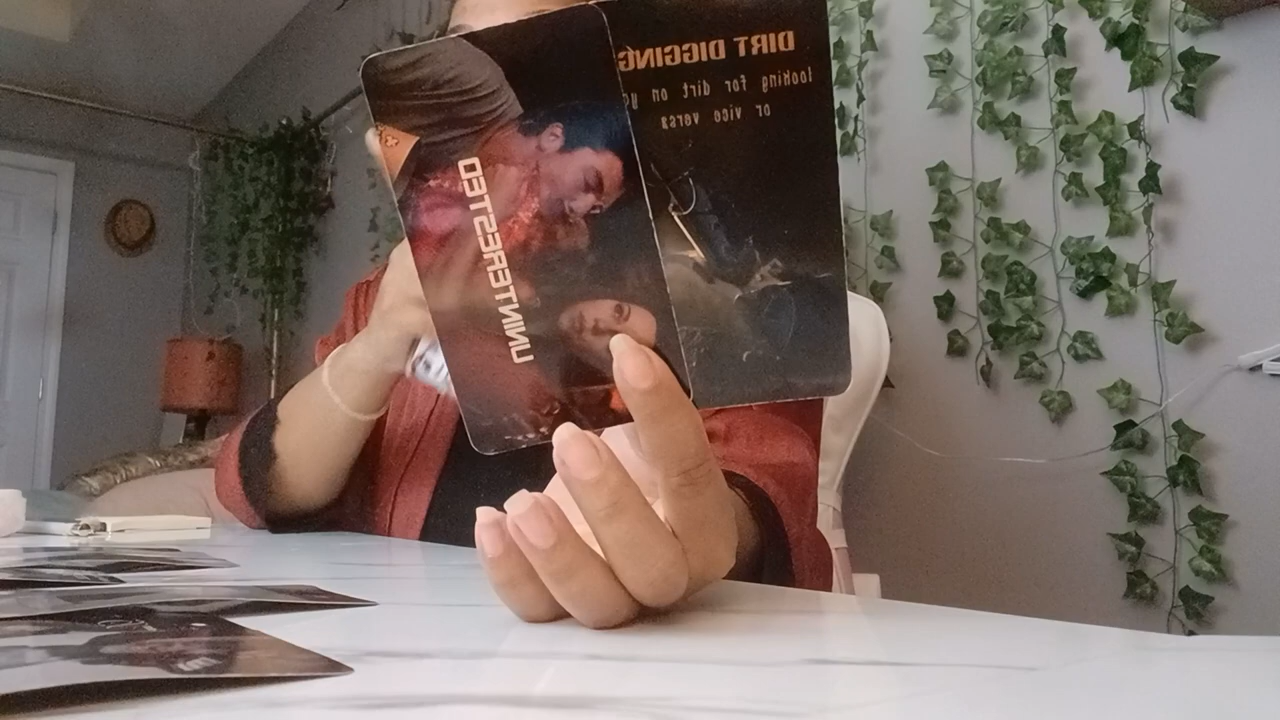 UNINTERESTED
DIRT DIGGING
looking for dirt on
or vice versa